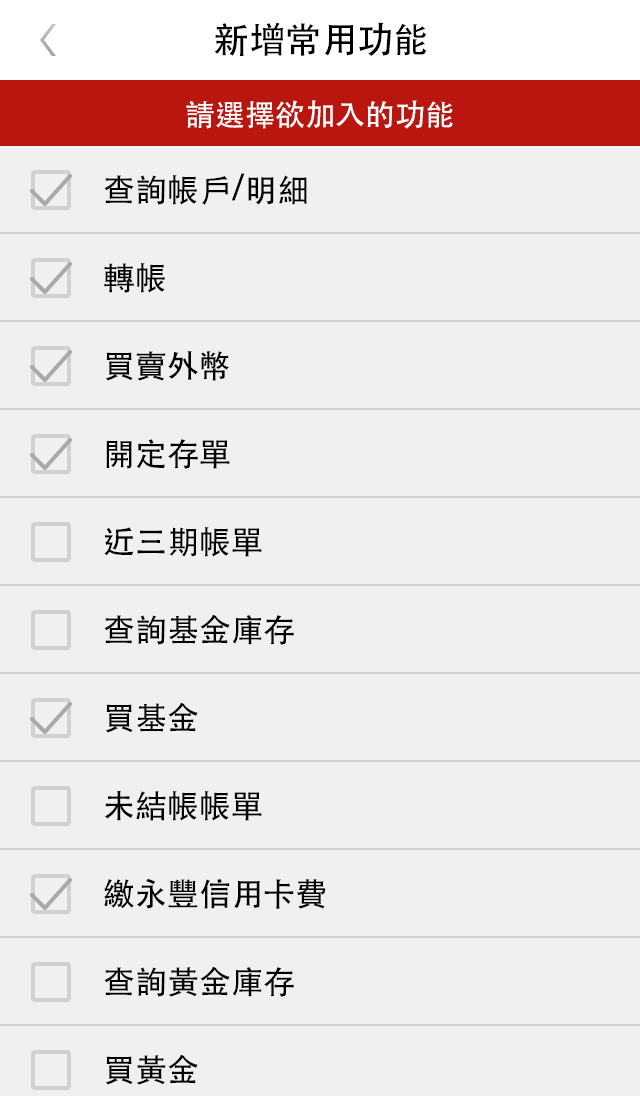 新增常用功能
請選擇欲加入的功能
查詢帳戶/明細
轉帳
買賣外幣
開定存單
近三期帳單
查詢基金庫存
買基金
未結帳帳單
繳永豐信用卡費
查詢黃金庫存
買黃金